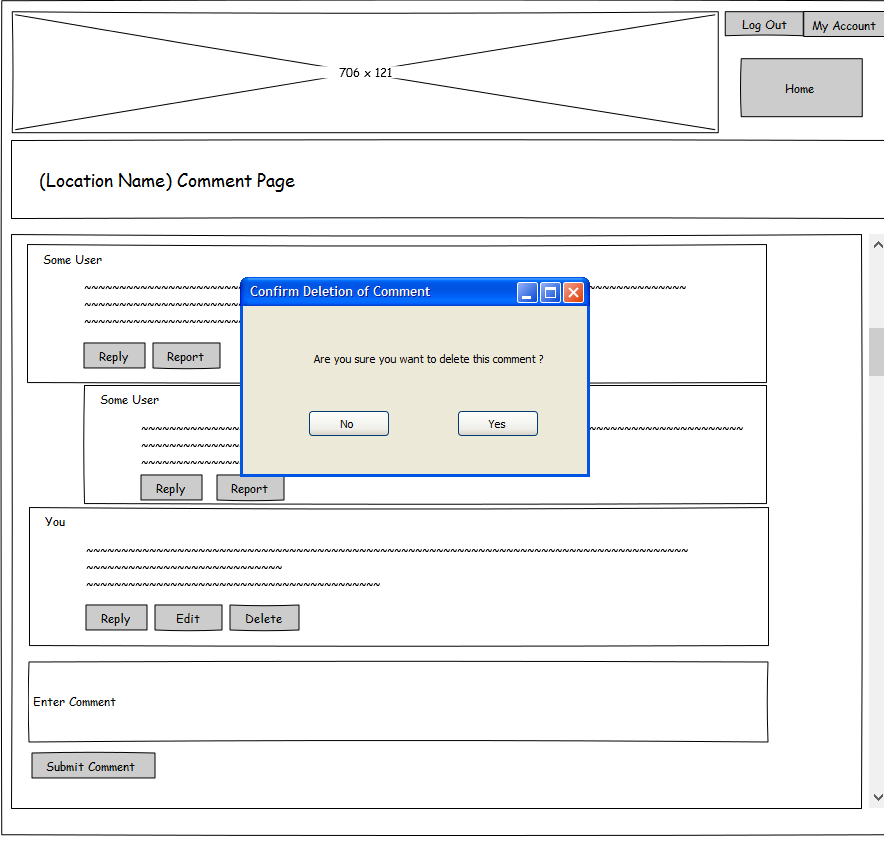 Log Out
My Account
706 x 121
Home
(Location Name) Comment Page
Some User
Confirm Deletion of Comment
Are you sure you want to delete this comment ?
Reply
Report
Some User
No
Yes
Reply
Report
You
Reply
Edit
Delete
Enter Comment
Submit Comment